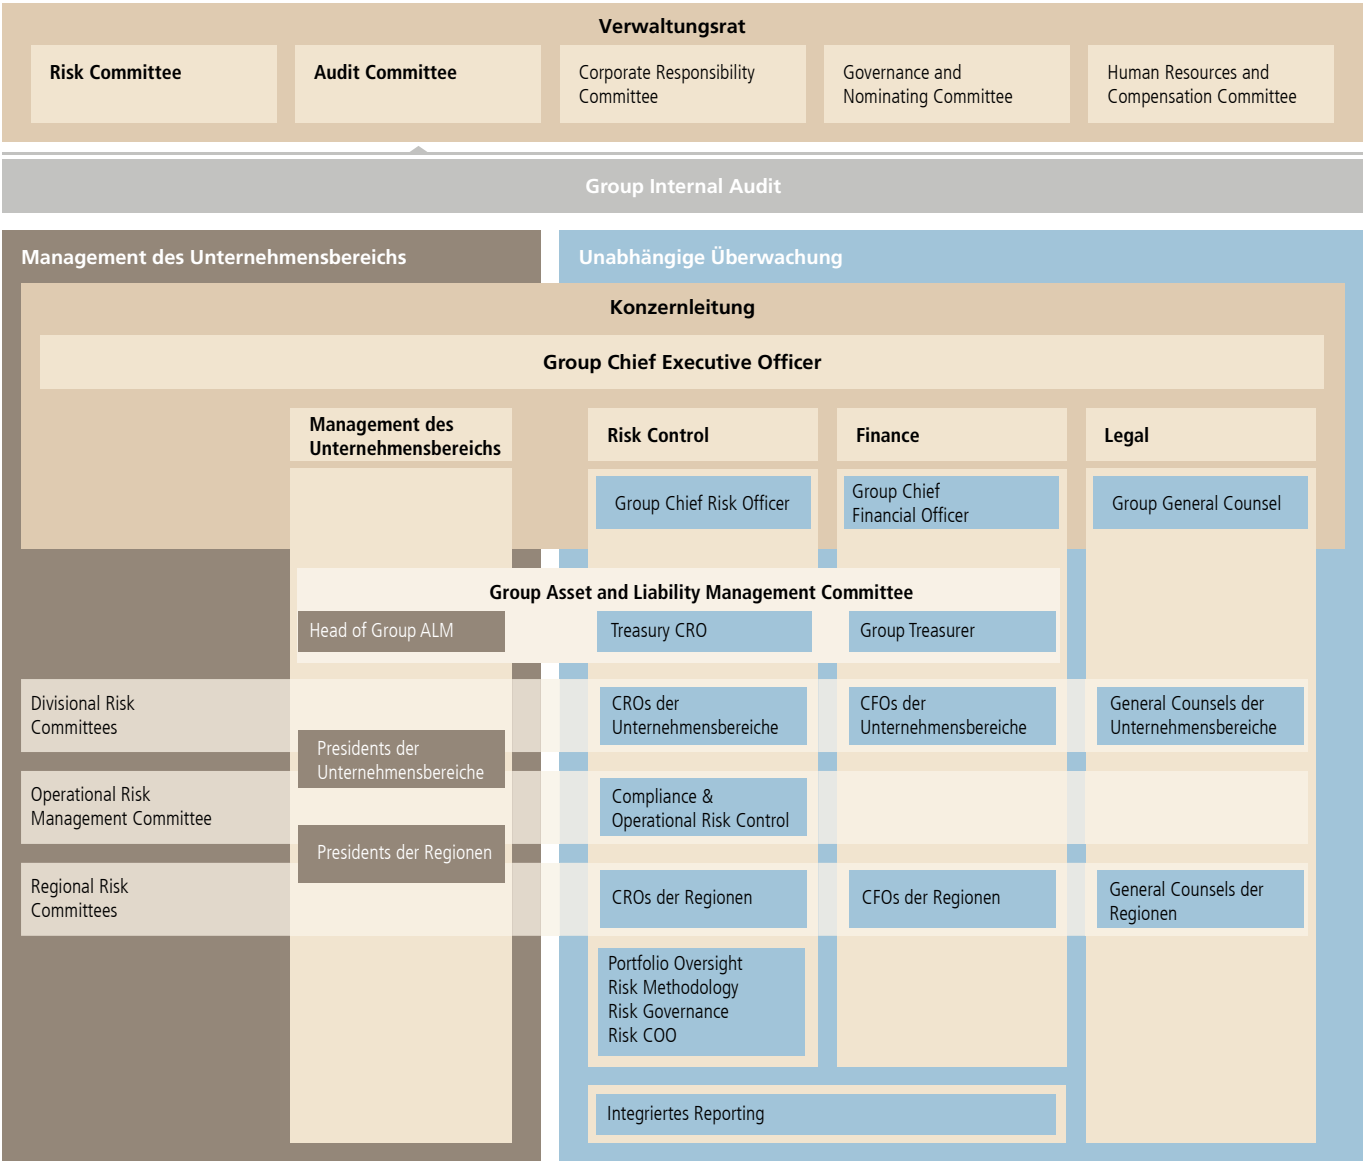 Verwaltungsrat
Risk Committee
Audit Committee
Corporate Responsibility
Committee
Governance and
Nominating Committee
Human Resources and
Compensation Committee
Group Internal Audit
Management des Unternehmensbereichs
Unabhängige Überwachung
Konzernleitung
Group Chief Executive Officer
Management des
Unternehmensbereichs
Risk Control
Finance
Legal
Group Chief Risk Officer
Group Chief
Financial Officer
Group General Counsel
Group Asset and Liability Management Committee
Head of Group ALM
Treasury CRO
Group Treasurer
Divisional Risk
Committees
CROs der
Unternehmensbereiche
CFOs der
Unternehmensbereiche
General Counsels der
Unternehmensbereiche
Presidents der
Unternehmensbereiche
Operational Risk
Management Committee
Compliance &
Operational Risk Control
Presidents der Regionen
Regional Risk
Committees
CROs der Regionen
CFOs der Regionen
General Counsels der
Regionen
Portfolio Oversight
Risk Methodology
Risk Governance
Risk COO
Integriertes Reporting